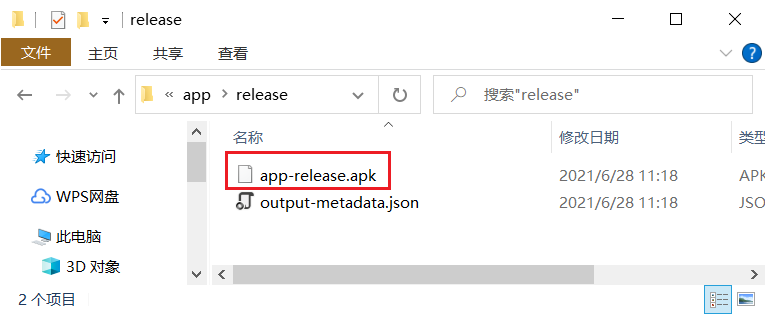 release
文件 主页 共享 查看
« app release 搜索"release"
名称 修改日期 类型
快速访问
app-release.apk 2021/6/28 11:18 APK
WPS网盘
output-metadata.json 2021/6/28 11:18 JSO
此电脑
3D 对象
2 个项目